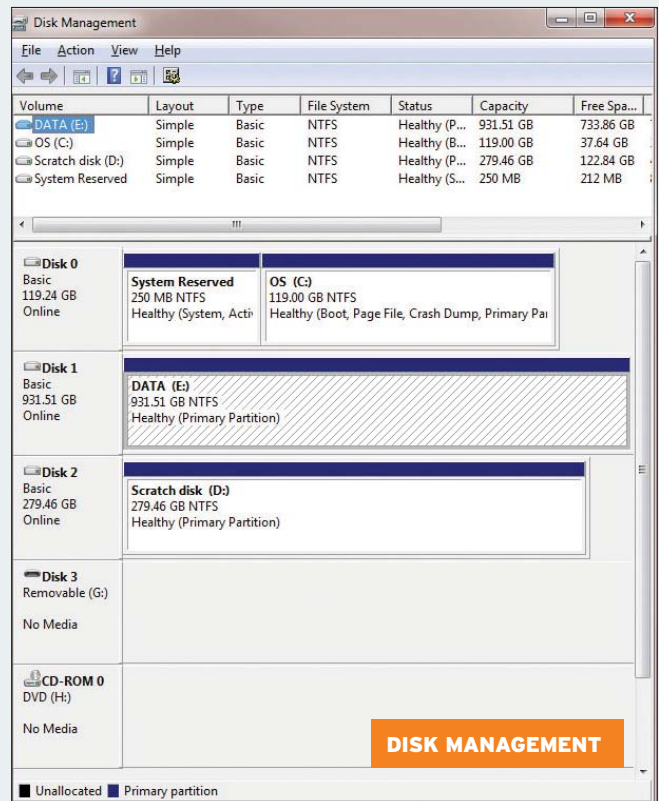 Disk Management
File Action View Help
Volume Layout Type File System Status Capacity Free Spa...
DATA (E:) Simple Basic NTFS Healthy (P... 931.51 GB 733.86 GB
OS (C:) Simple Basic NTFS Healthy (B... 119.00 GB 37.64 GB
Scratch disk (D:) Simple Basic NTFS Healthy (P... 279.46 GB 122.84 GB
System Reserved Simple Basic NTFS Healthy (S... 250 MB 212 MB
Disk 0
Basic
119.24 GB
Online
System Reserved
250 MB NTFS
Healthy (System, Acti
OS (C:)
119.00 GB NTFS
Healthy (Boot, Page File, Crash Dump, Primary Pa
Disk 1
Basic
931.51 GB
Online
DATA (E:)
931.51 GB NTFS
Healthy (Primary Partition)
Disk 2
Basic
279.46 GB
Online
Scratch disk (D:)
279.46 GB NTFS
Healthy (Primary Partition)
Disk 3
Removable (G:)
No Media
CD-ROM 0
DVD (H:)
No Media
DISK MANAGEMENT
Unallocated Primary partition